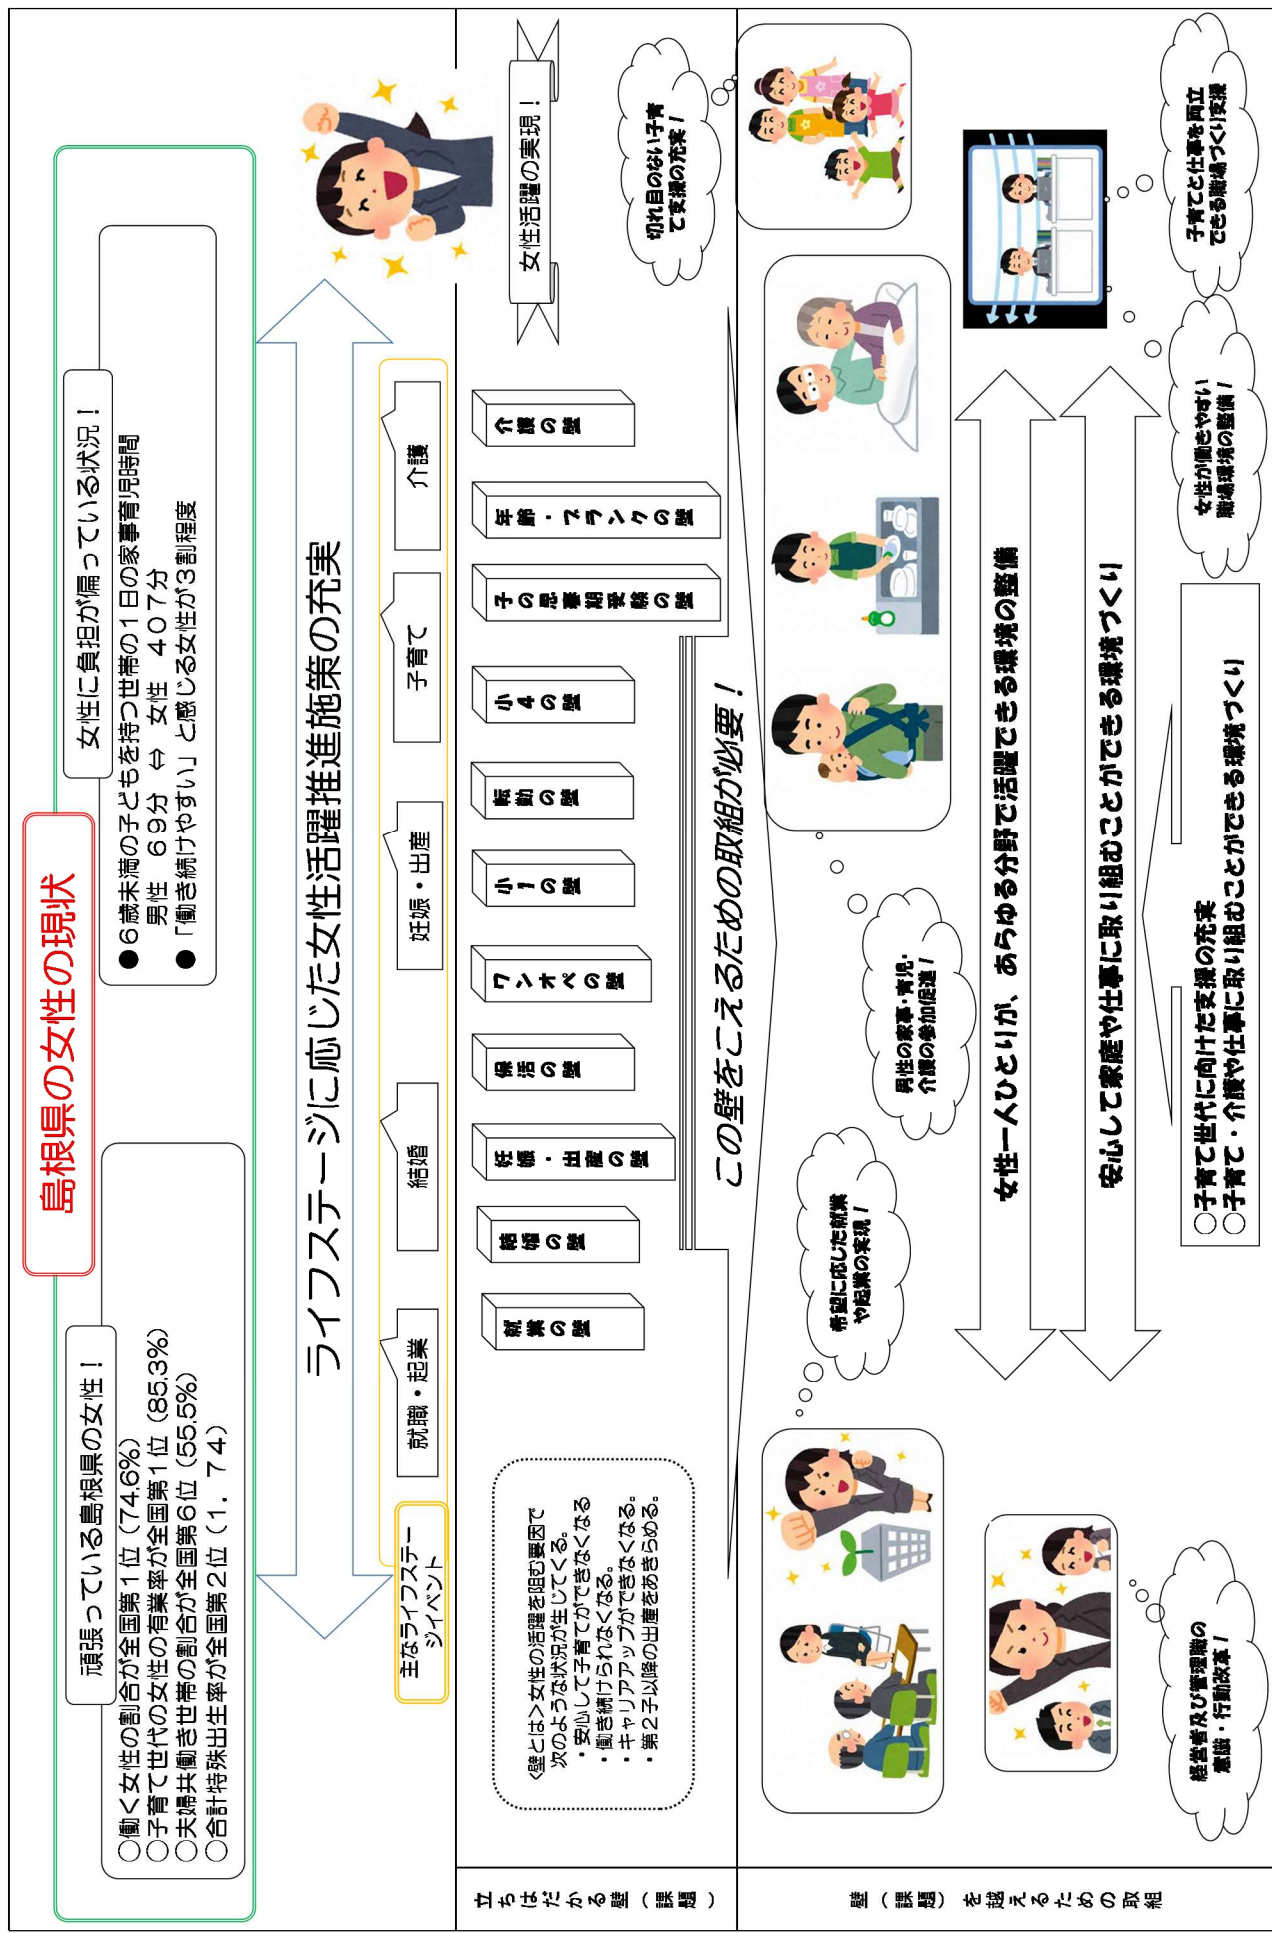 島根県の女性の現状
頑張っている島根県の女性！
○働く女性の割合が全国第１位（74.6%）
○子育て世代の女性の有業率が全国第１位（85.3%）
○夫婦共働き世帯の割合が全国第６位（55.5%）
○合計特殊出生率が全国第２位（１．７４）
女性に負担が偏っている状況！
●６歳未満の子どもを持つ世帯の１日の家事育児時間
男性　６９分　⇔　女性　４０７分
●「働き続けやすい」と感じる女性が３割程度
ライフステージに応じた女性活躍推進施策の充実
主なライフステー
ジイベント
就職・起業
結婚
妊娠・出産
子育て
介護
女性活躍の実現！
立ちはだかる壁（課題）
<壁とは>女性の活躍を阻む要因で
次のような状況が生じてくる。
・安心して子育てができなくなる
・働き続けられなくなる。
・キャリアアップができなくなる。
・第２子以降の出産をあきらめる。
就業の壁
結婚の壁
妊娠・出産の壁
保活の壁
ワンオペの壁
小１の壁
転勤の壁
小４の壁
子の思春期受験の壁
年齢・ブランクの壁
介護の壁
この壁をこえるための取組が必要！
切れ目のない子育
て支援の充実！
壁（課題）を越えるための取組
希望に応じた就業
や起業の実現！
男性の家事・育児・
介護の参加促進！
女性一人ひとりが、あらゆる分野で活躍できる環境の整備
安心して家庭や仕事に取り組むことができる環境づくり
経営者及び管理職の
意識・行動改革！
○子育て世代に向けた支援の充実
○子育て・介護や仕事に取り組むことができる環境づくり
女性が働きやすい
職場環境の整備！
子育てと仕事を両立
できる職場づくり支援